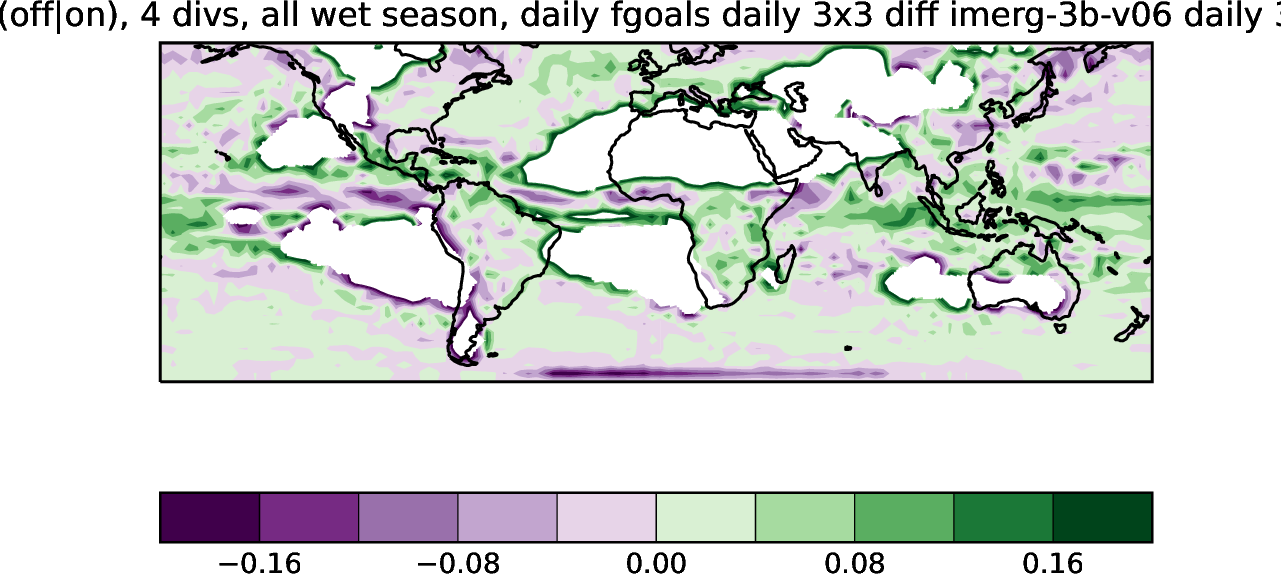 (off|on), 4 divs, all wet season, daily fgoals daily 3x3 diff imerg-3b-v06 daily
−0.16 −0.08 0.00 0.08 0.16